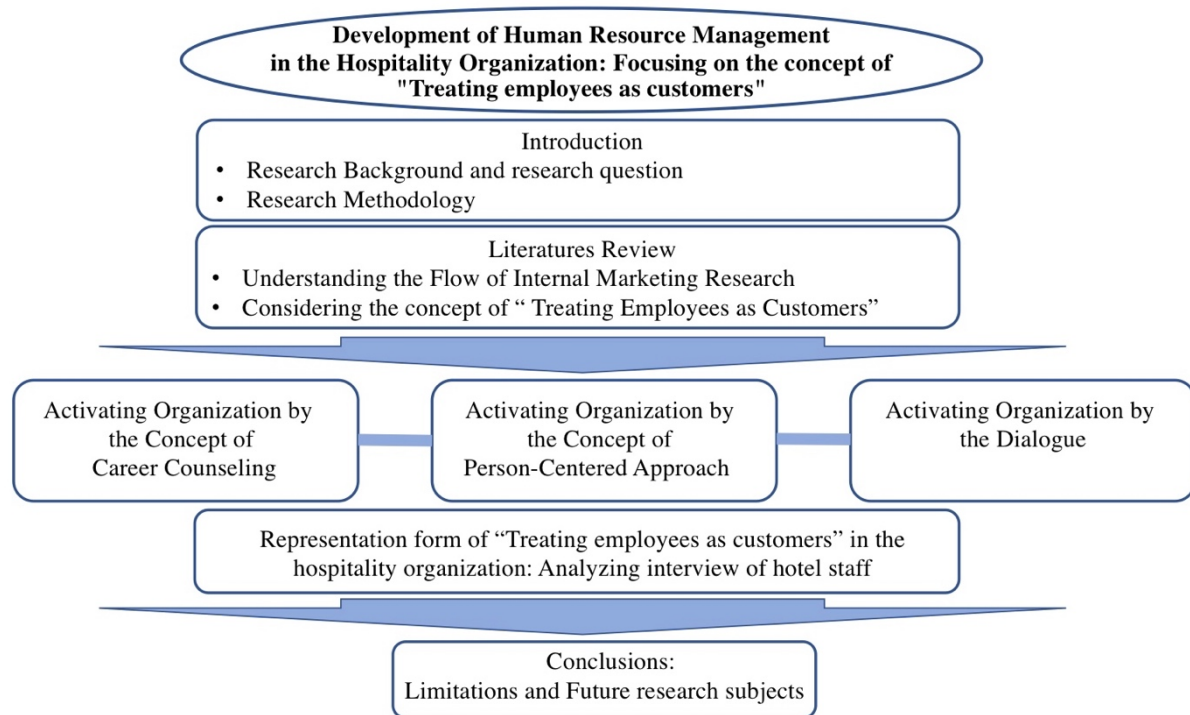 Development of Human Resource Management
in the Hospitality Organization: Focusing on the concept of
"Treating employees as customers"
Introduction
• Research Background and research question
• Research Methodology
Literatures Review
• Understanding the Flow of Internal Marketing Research
• Considering the concept of “ Treating Employees as Customers”
Activating Organization by
the Concept of
Career Counseling
Activating Organization by
the Concept of
Person-Centered Approach
Activating Organization by
the Dialogue
Representation form of “Treating employees as customers” in the
hospitality organization: Analyzing interview of hotel staff
Conclusions:
Limitations and Future research subjects